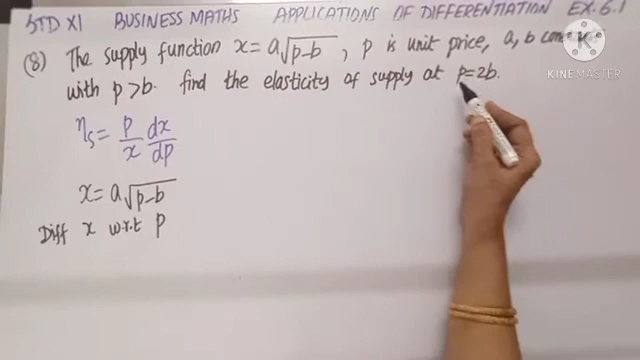 STD XI BUSINESS MATHS APPLICATIONS OF DIFFERENTIATION EX. 6.1
(8) The supply function x = a√(p-b), p is unit price, a, b
with p > b. find the elasticity of supply at p = 2b.
ηs = p/x dx/dp
x = a√(p-b)
Diff x w.r.t p
K
KINEMASTER